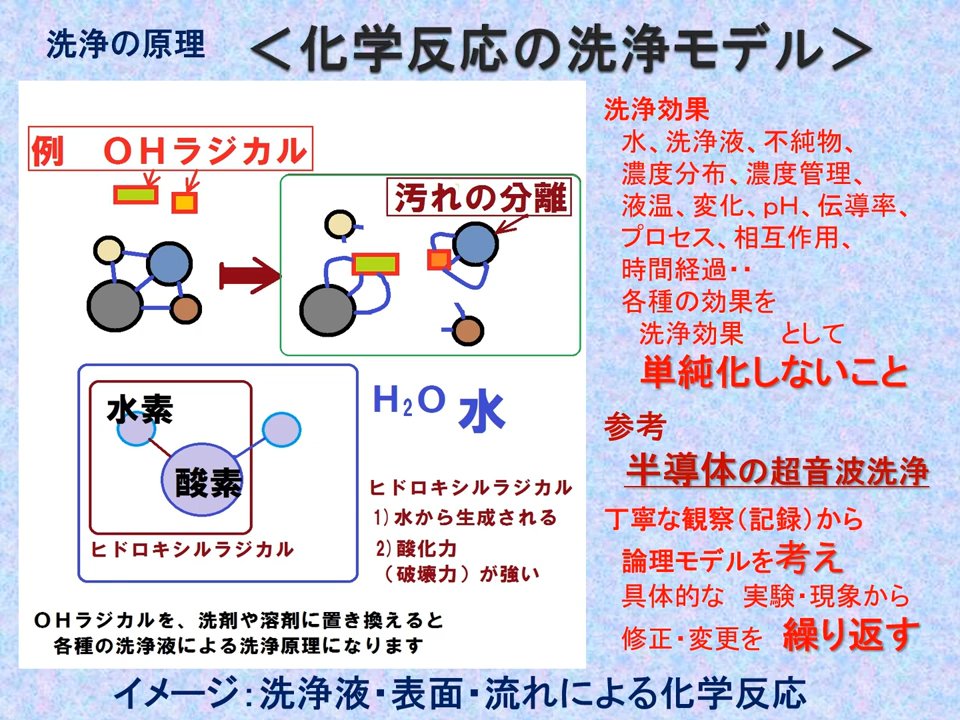 洗浄の原理
＜化学反応の洗浄モデル＞
例　ＯＨラジカル
汚れの分離
水素
酸素
ヒドロキシルラジカル
H2O 水
ヒドロキシルラジカル
1)水から生成される
2)酸化力
（破壊力）が強い
ＯＨラジカルを、洗剤や溶剤に置き換えると
各種の洗浄液による洗浄原理になります
洗浄効果
水、洗浄液、不純物、
濃度分布、濃度管理、
液温、変化、ｐＨ、伝導率、
プロセス、相互作用、
時間経過・・
各種の効果を
洗浄効果　として
単純化しないこと
参考
半導体の超音波洗浄
丁寧な観察（記録）から
論理モデルを考え
具体的な　実験・現象から
修正・変更を　繰り返す
イメージ：洗浄液・表面・流れによる化学反応